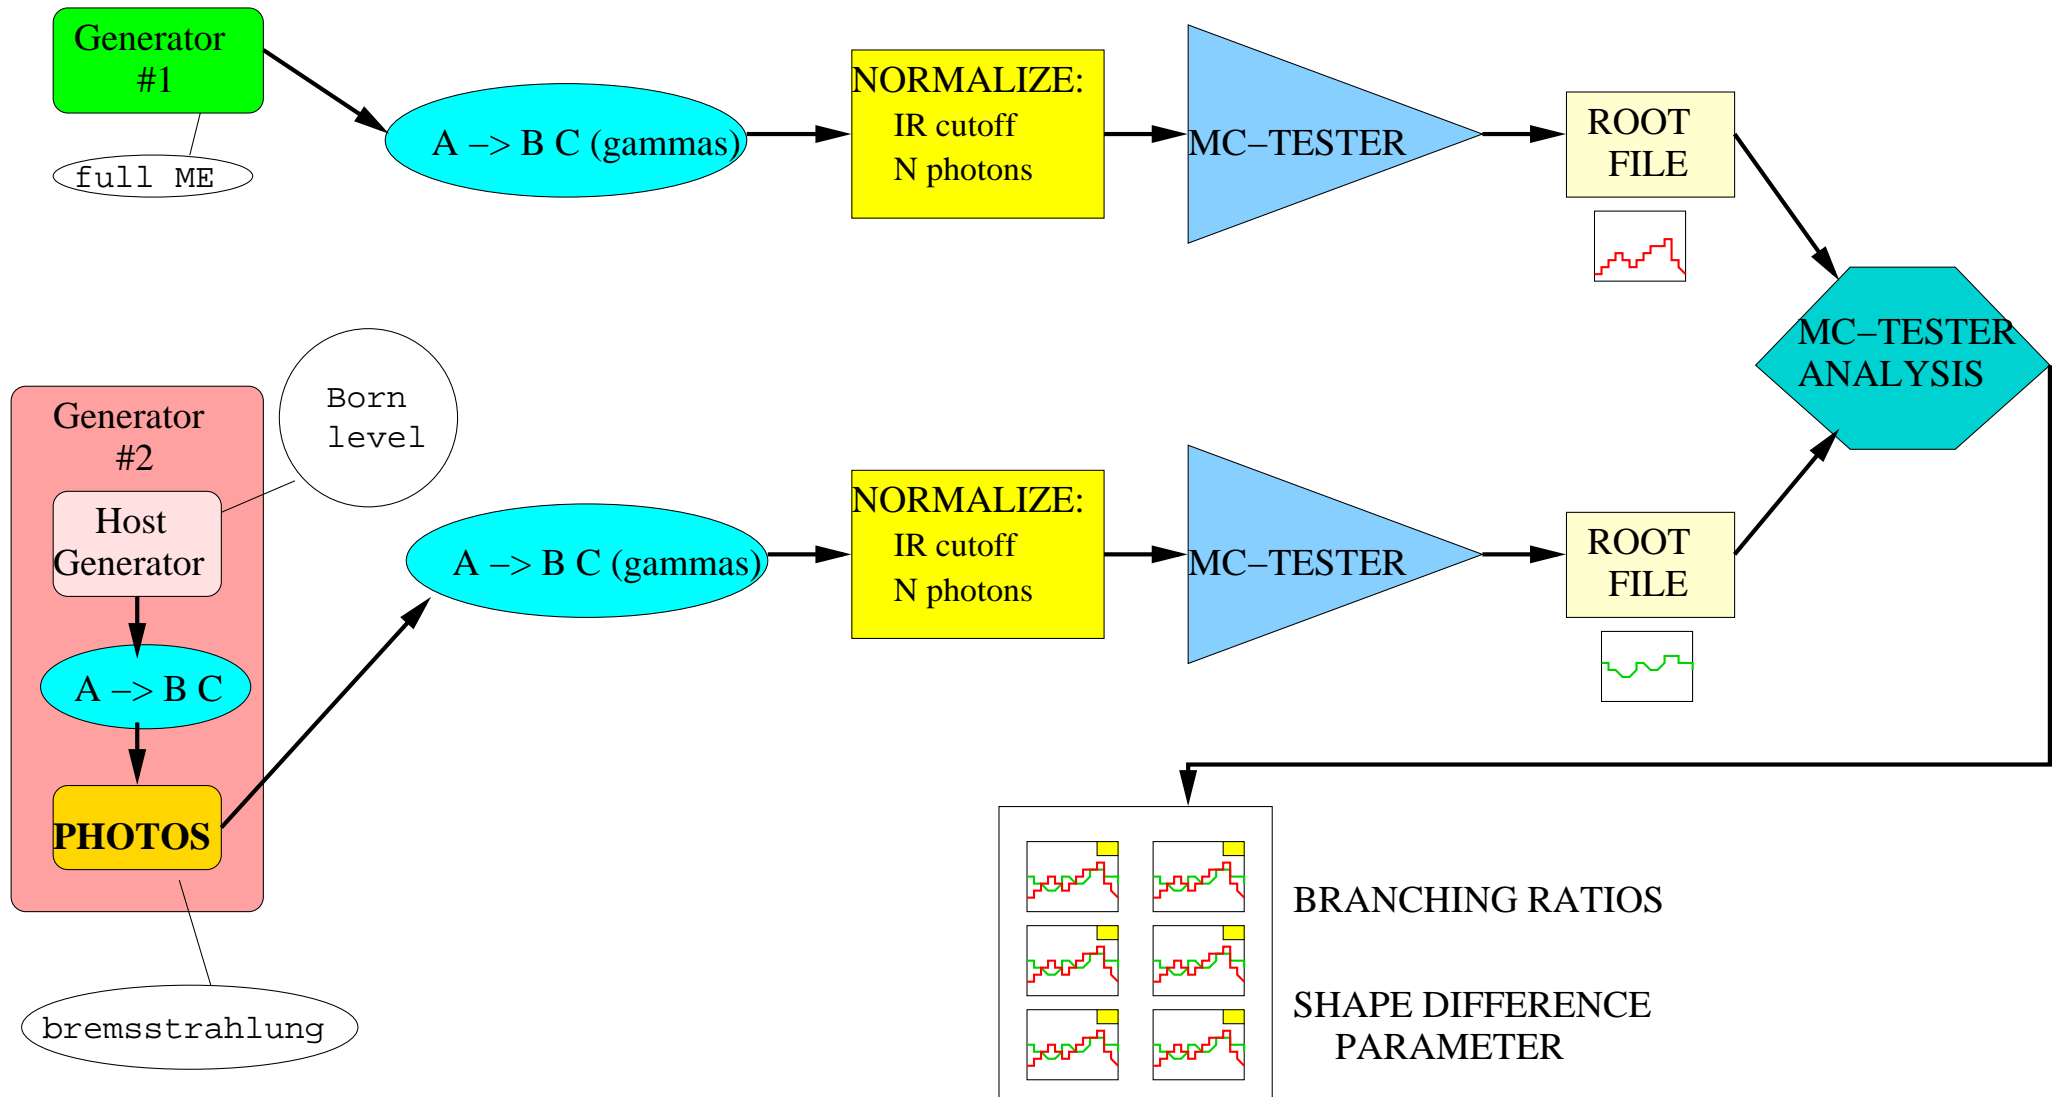 Generator
#1
full ME
A −> B C (gammas)
NORMALIZE:
IR cutoff
N photons
MC−TESTER
ROOT
FILE
MC−TESTER
ANALYSIS
Born
level
Generator
#2
Host
Generator
A −> B C
PHOTOS
bremsstrahlung
A −> B C (gammas)
NORMALIZE:
IR cutoff
N photons
MC−TESTER
ROOT
FILE
BRANCHING RATIOS
SHAPE DIFFERENCE
PARAMETER